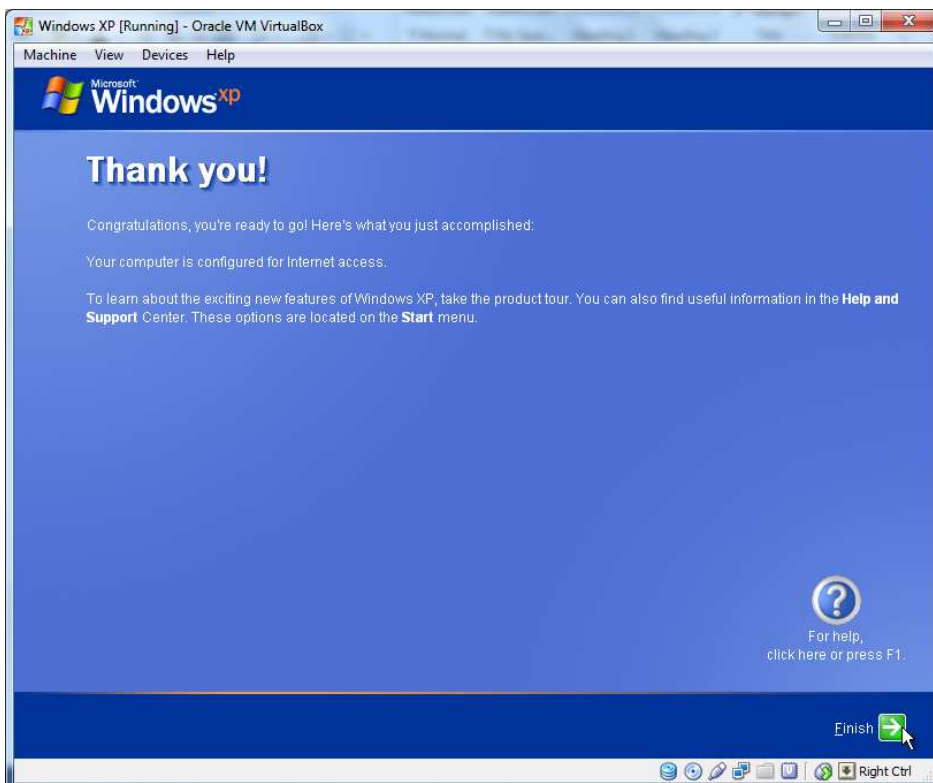 Windows XP [Running] - Oracle VM VirtualBox
Machine View Devices Help
Microsoft
Windows xp
Thank you!
Congratulations, you're ready to go! Here's what you just accomplished:
Your computer is configured for Internet access.
To learn about the exciting new features of Windows XP, take the product tour. You can also find useful information in the Help and
Support Center. These options are located on the Start menu.
For help,
click here or press F1.
Finish
Right Ctrl